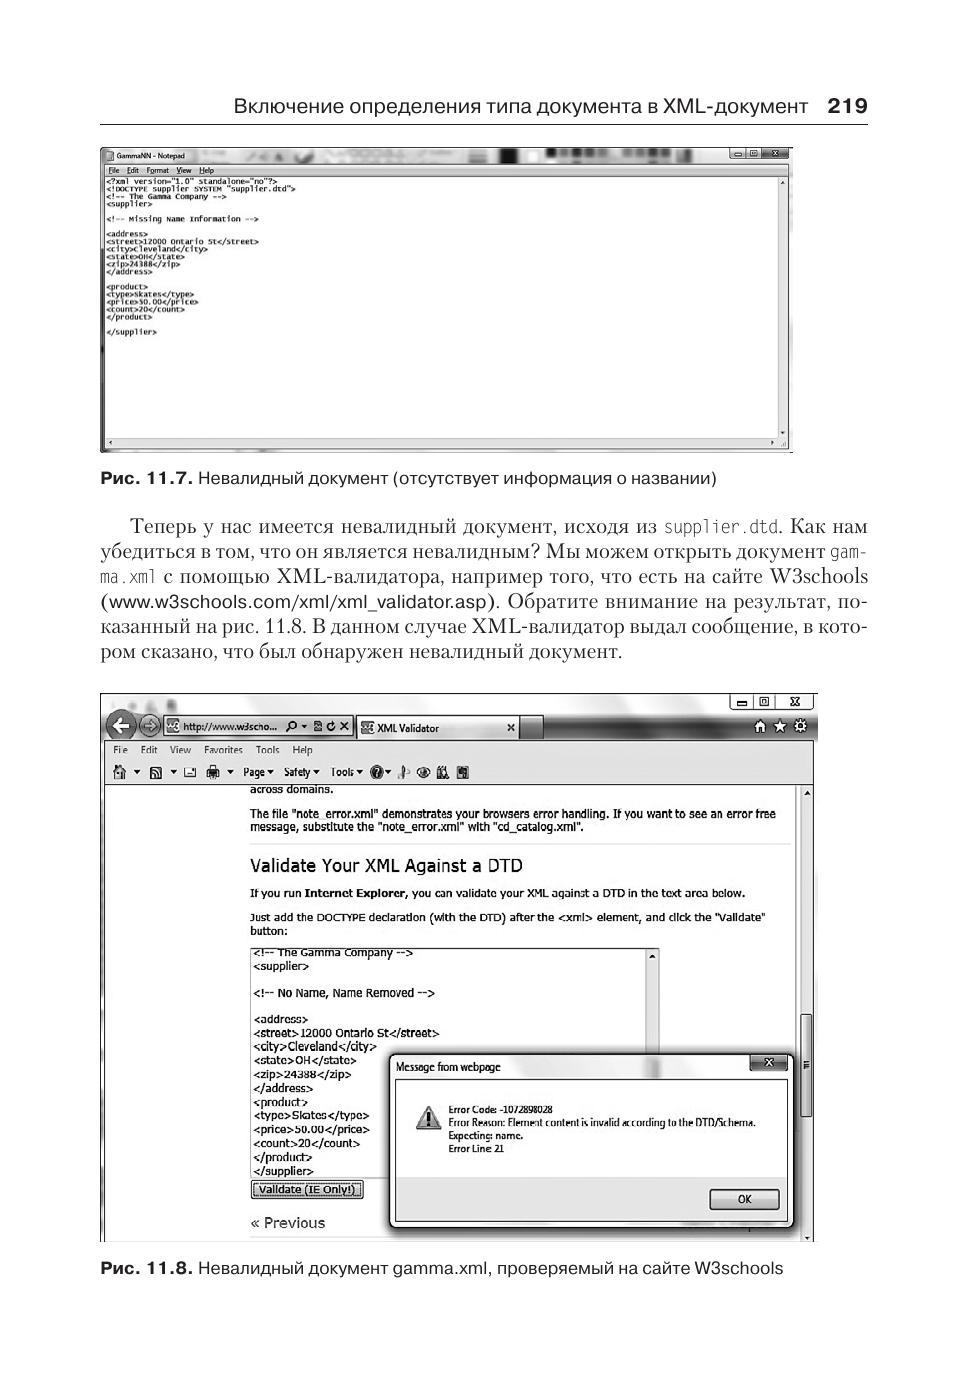 Включение определения типа документа в XML-документ 219
GammaNN - Notepad
File Edit Format View Help
<?xml version="1.0" standalone="no"?>
<!DOCTYPE supplier SYSTEM "supplier.dtd">
<!-- The Gamma Company -->
<supplier>
<!-- Missing Name Information -->
<address>
<street>12000 Ontario St</street>
<city>Cleveland</city>
<state>OH</state>
<zip>24388</zip>
</address>
<product>
<type>Skates</type>
<price>50.00</price>
<count>20</count>
</product>
</supplier>
Рис. 11.7. Невалидный документ (отсутствует информация о названии)
Теперь у нас имеется невалидный документ, исходя из supplier.dtd. Как нам
убедиться в том, что он является невалидным? Мы можем открыть документ gam-
ma.xml с помощью XML-валидатора, например того, что есть на сайте W3schools
(www.w3schools.com/xml/xml_validator.asp). Обратите внимание на результат, по-
казанный на рис. 11.8. В данном случае XML-валидатор выдал сообщение, в кото-
ром сказано, что был обнаружен невалидный документ.
http://www.w3scho... XML Validator
File Edit View Favorites Tools Help
Page Safety Tools
across domains.
The file "note_error.xml" demonstrates your browsers error handling. If you want to see an error free
message, substitute the "note_error.xml" with "cd_catalog.xml".
Validate Your XML Against a DTD
If you run Internet Explorer, you can validate your XML against a DTD in the text area below.
Just add the DOCTYPE declaration (with the DTD) after the <xml> element, and click the "Validate"
button:
<!-- The Gamma Company -->
<supplier>
<!-- No Name, Name Removed -->
<address>
<street>12000 Ontario St</street>
<city>Cleveland</city>
<state>OH</state>
<zip>24388</zip>
</address>
<product>
<type>Skates</type>
<price>50.00</price>
<count>20</count>
</product>
</supplier>
Validate (IE Only!)
« Previous
Message from webpage
Error Code: -1072898028
Error Reason: Element content is invalid according to the DTD/Schema.
Expecting: name.
Error Line: 21
OK
Рис. 11.8. Невалидный документ gamma.xml, проверяемый на сайте W3schools